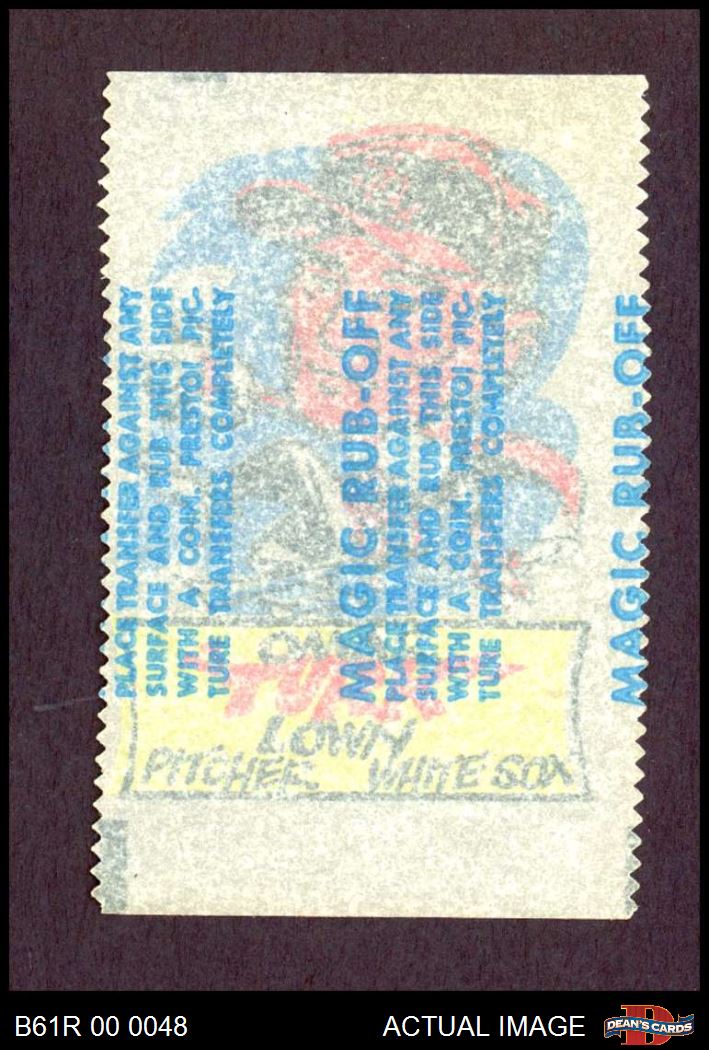 PLACE TRANSFER AGAINST ANY
SURFACE AND RUB THIS SIDE
WITH A COIN. PRESTO! PIC-
TURE TRANSFERS COMPLETELY
MAGIC RUB-OFF
PLACE TRANSFER AGAINST ANY
SURFACE AND RUB THIS SIDE
WITH A COIN. PRESTO! PIC-
TURE TRANSFERS COMPLETELY
MAGIC RUB-OFF
OMAR
TURK
LOWN
PITCHER WHITE SOX
B61R 00 0048
ACTUAL IMAGE
DEAN'S CARDS